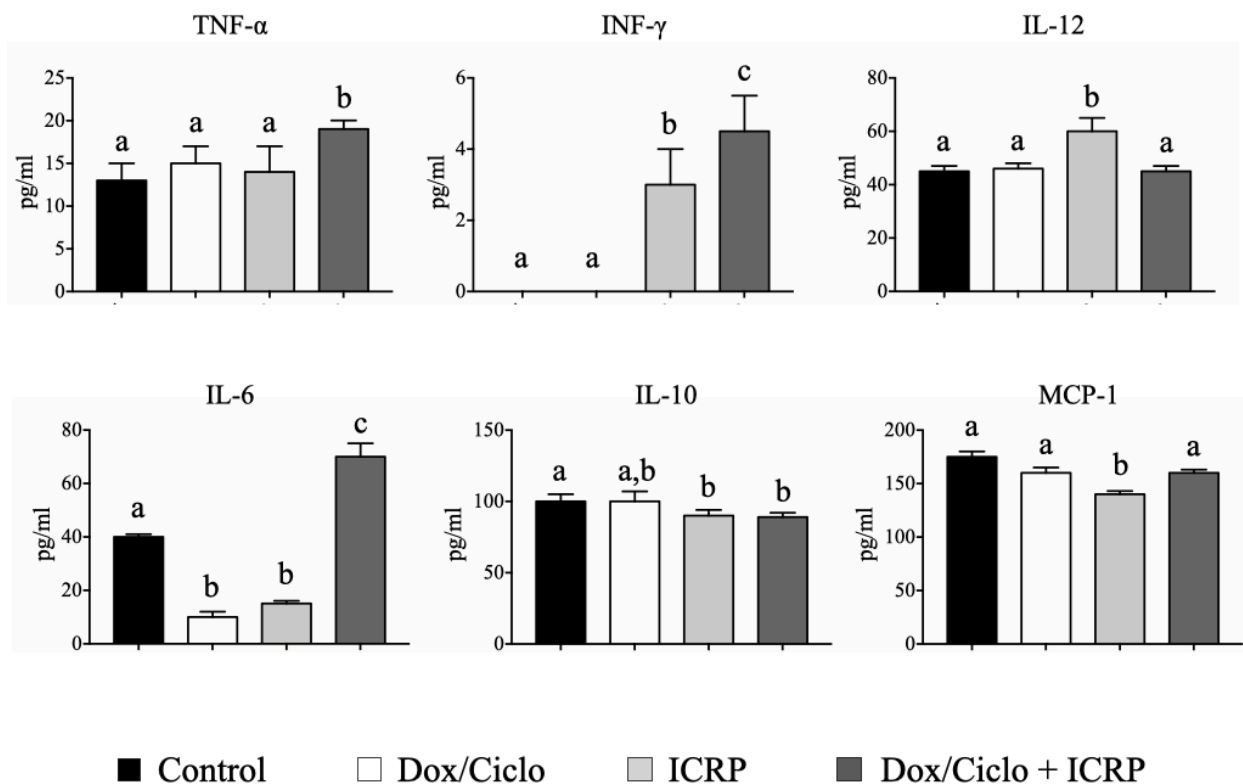 TNF-α
INF-γ
IL-12
pg/ml
25
20
15
10
5
0
a
a
a
b
pg/ml
6
4
2
0
a
a
b
c
pg/ml
80
60
40
20
0
a
a
b
a
IL-6
IL-10
MCP-1
pg/ml
80
60
40
20
0
a
b
b
c
pg/ml
150
100
50
0
a
a,b
b
b
pg/ml
200
150
100
50
0
a
a
b
a
Control Dox/Ciclo ICRP Dox/Ciclo + ICRP